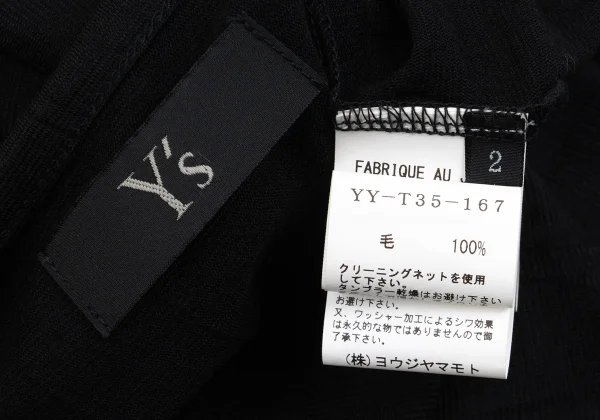 Y's
2
FABRIQUE AU J
YY-T35-167
毛 100%
クリーニングネットを使用
して下さい。
タンブラー乾燥はお避け下さい
お避け下さい。
又、ワッシャー加工によるシワ効果
は永久的な物ではありませんので御
了承下さい。
(株)ヨウジヤマモト